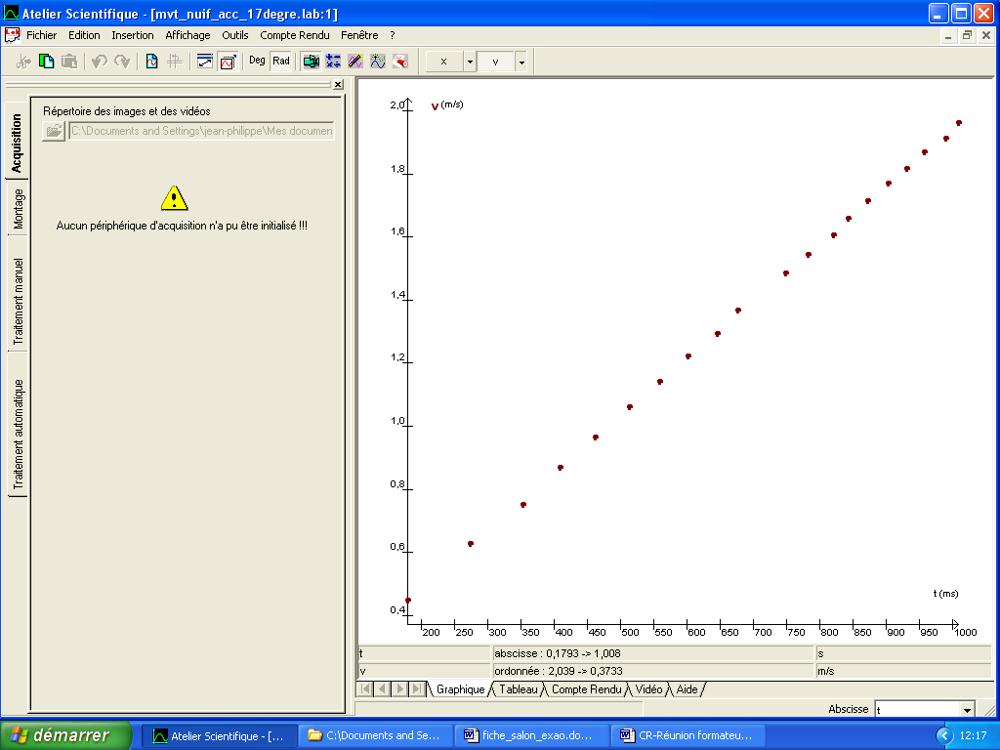 Atelier Scientifique - [mvt_nuif_acc_17degre.lab:1]
Fichier Edition Insertion Affichage Outils Compte Rendu Fenêtre ?
Deg Rad x v
Répertoire des images et des vidéos
C:\Documents and Settings\jean-philippe\Mes documen
Aucun périphérique d'acquisition n'a pu être initialisé !!!
Acquisition
Montage
Traitement manuel
Traitement automatique
v (m/s)
2,0
1,8
1,6
1,4
1,2
1,0
0,8
0,6
0,4
t (ms)
200 250 300 350 400 450 500 550 600 650 700 750 800 850 900 950 1000
t abscisse : 0,1793 -> 1,008 s
v ordonnée : 2,039 -> 0,3733 m/s
Graphique Tableau Compte Rendu Vidéo Aide
Abscisse t
démarrer Atelier Scientifique - [... C:\Documents and Se... fiche_salon_exao.do... CR-Réunion formateu... 12:17